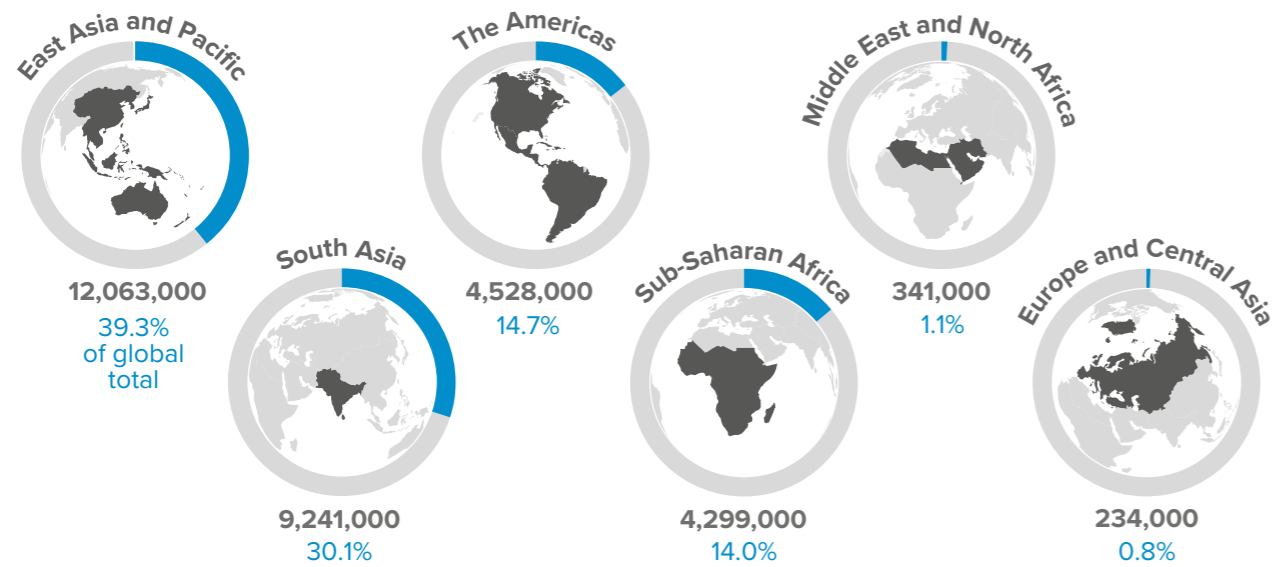 East Asia and Pacific
12,063,000
39.3%
of global
total
South Asia
9,241,000
30.1%
The Americas
4,528,000
14.7%
Sub-Saharan Africa
4,299,000
14.0%
Middle East and North Africa
341,000
1.1%
Europe and Central Asia
234,000
0.8%